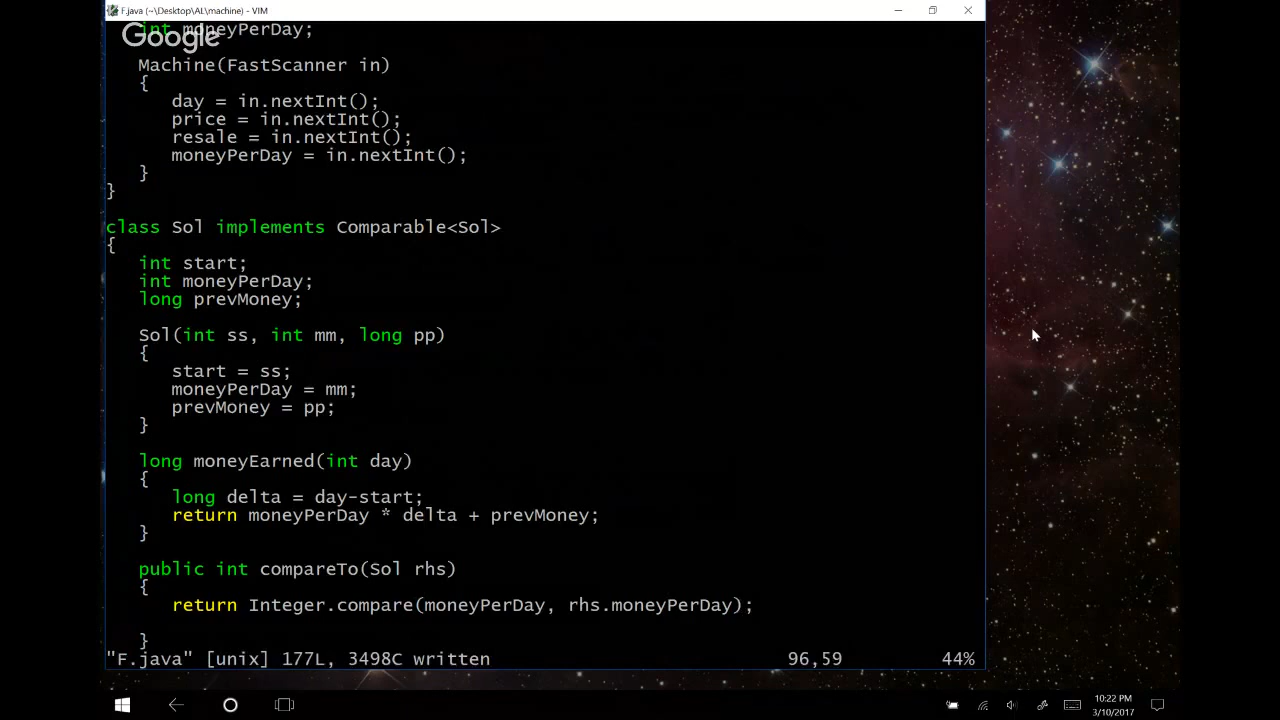 F.java (~\Desktop\AL\machine) - VIM
Google
int moneyPerDay;
Machine(FastScanner in)
{
day = in.nextInt();
price = in.nextInt();
resale = in.nextInt();
moneyPerDay = in.nextInt();
}
}
class Sol implements Comparable<Sol>
{
int start;
int moneyPerDay;
long prevMoney;
Sol(int ss, int mm, long pp)
{
start = ss;
moneyPerDay = mm;
prevMoney = pp;
}
long moneyEarned(int day)
{
long delta = day-start;
return moneyPerDay * delta + prevMoney;
}
public int compareTo(Sol rhs)
{
return Integer.compare(moneyPerDay, rhs.moneyPerDay);
}
"F.java" [unix] 177L, 3498C written 96,59 44%
10:22 PM
3/10/2017